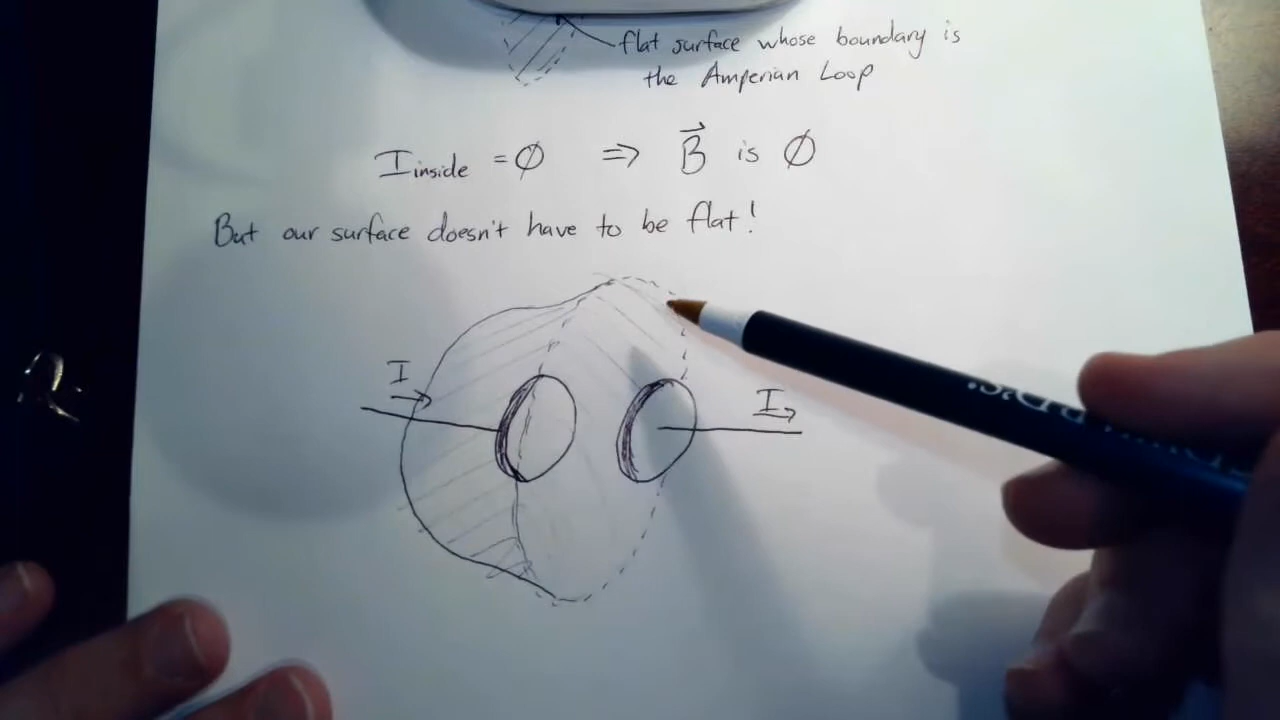 flat surface whose boundary is
the Amperian Loop
I inside = ∅ ⇒ B⃗ is ∅
But our surface doesn't have to be flat!
I
I